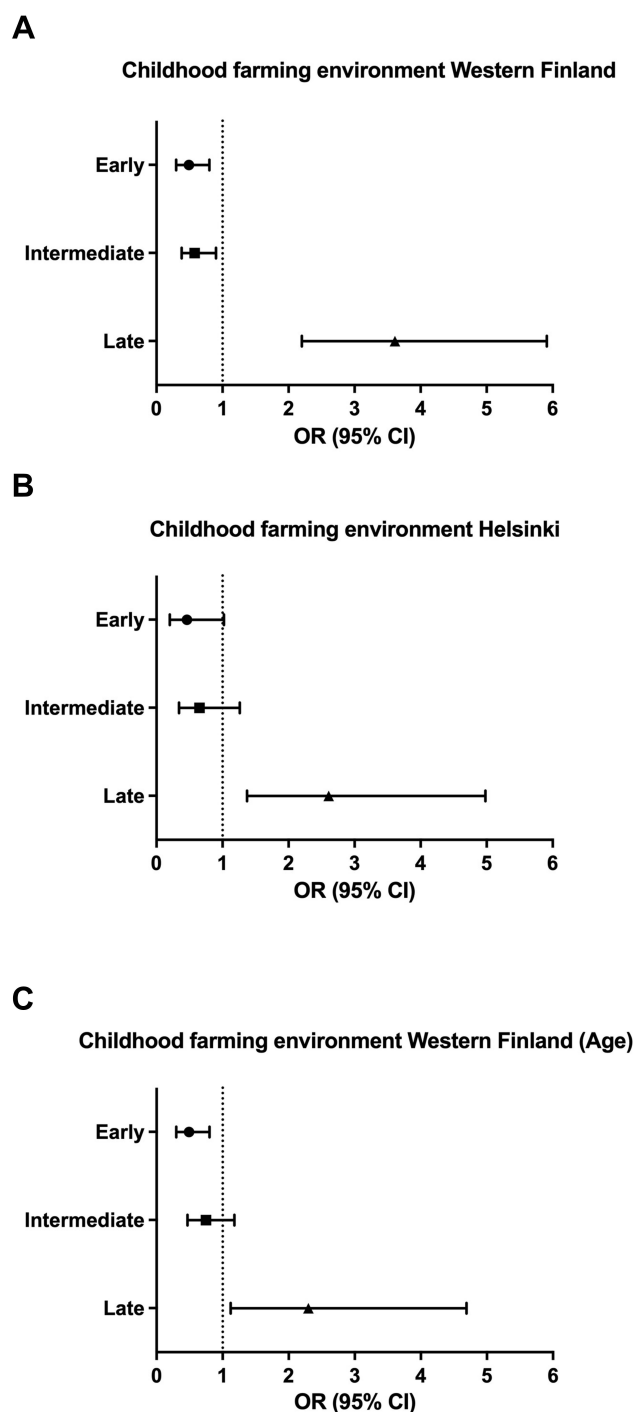 A
Childhood farming environment Western Finland
Early
Intermediate
Late
0 1 2 3 4 5 6
OR (95% CI)
B
Childhood farming environment Helsinki
Early
Intermediate
Late
0 1 2 3 4 5 6
OR (95% CI)
C
Childhood farming environment Western Finland (Age)
Early
Intermediate
Late
0 1 2 3 4 5 6
OR (95% CI)